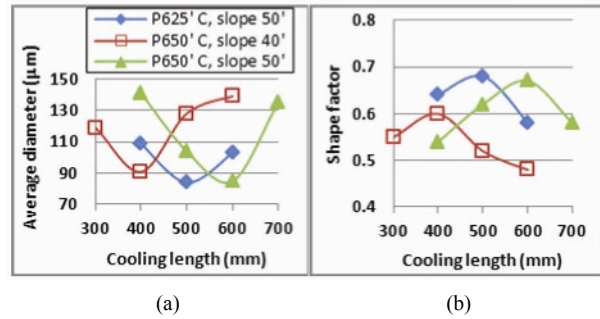 P625' C, slope 50'
P650' C, slope 40'
P650' C, slope 50'
Average diameter (µm)
150
130
110
90
70
300 400 500 600 700
Cooling length (mm)
(a)
Shape factor
0.8
0.7
0.6
0.5
0.4
300 400 500 600 700
Cooling length (mm)
(b)